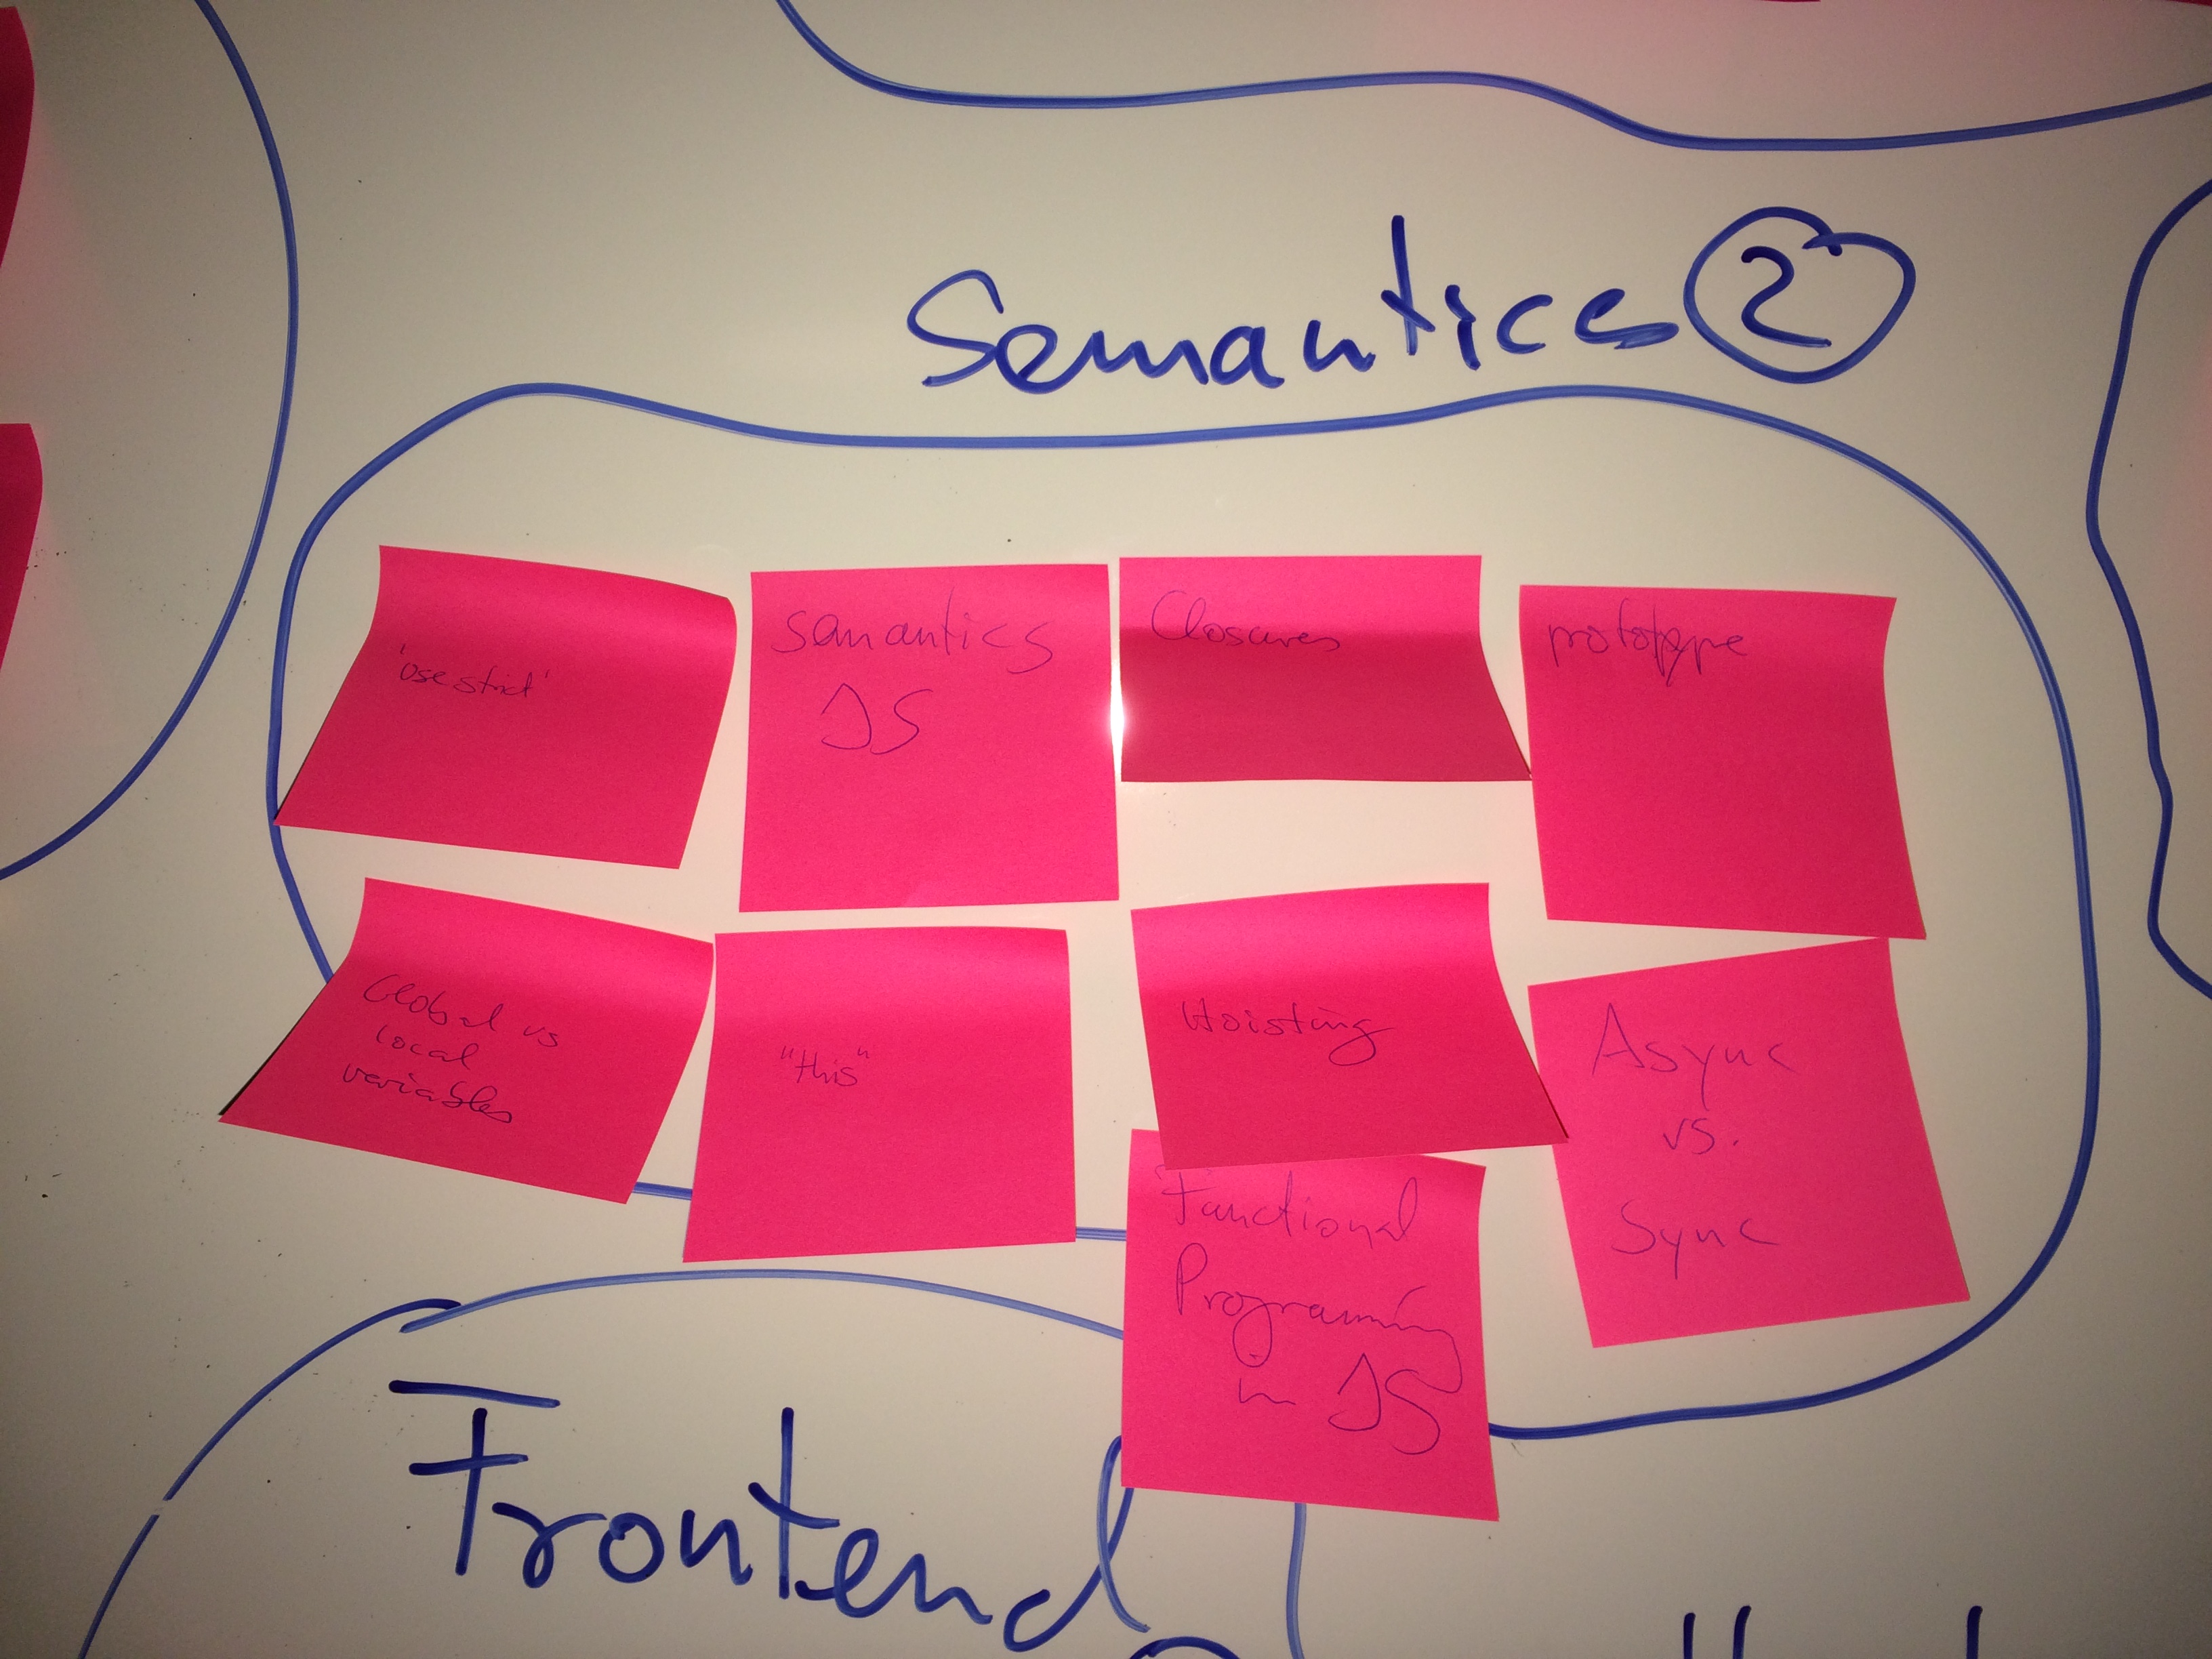 Semantics 2
'use strict'
Semantics
JS
Closures
prototype
Global vs
local
variables
"this"
Hoisting
Async
vs.
Sync
Functional
Programming
in JS
Frontend